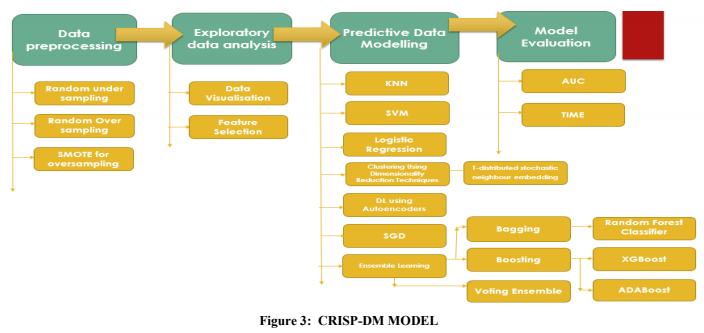 Data
preprocessing
Exploratory
data analysis
Predictive Data
Modelling
Model
Evaluation
Random under
sampling
Random Over
sampling
SMOTE for
oversampling
Data
Visualisation
Feature
Selection
KNN
SVM
Logistic
Regression
Clustering Using
Dimensionality
Reduction Techniques
T-distributed stochastic
neighbour embedding
DL using
Autoencoders
SGD
Ensemble Learning
Bagging
Random Forest
Classifier
Boosting
XGBoost
ADABoost
Voting Ensemble
AUC
TIME
Figure 3: CRISP-DM MODEL